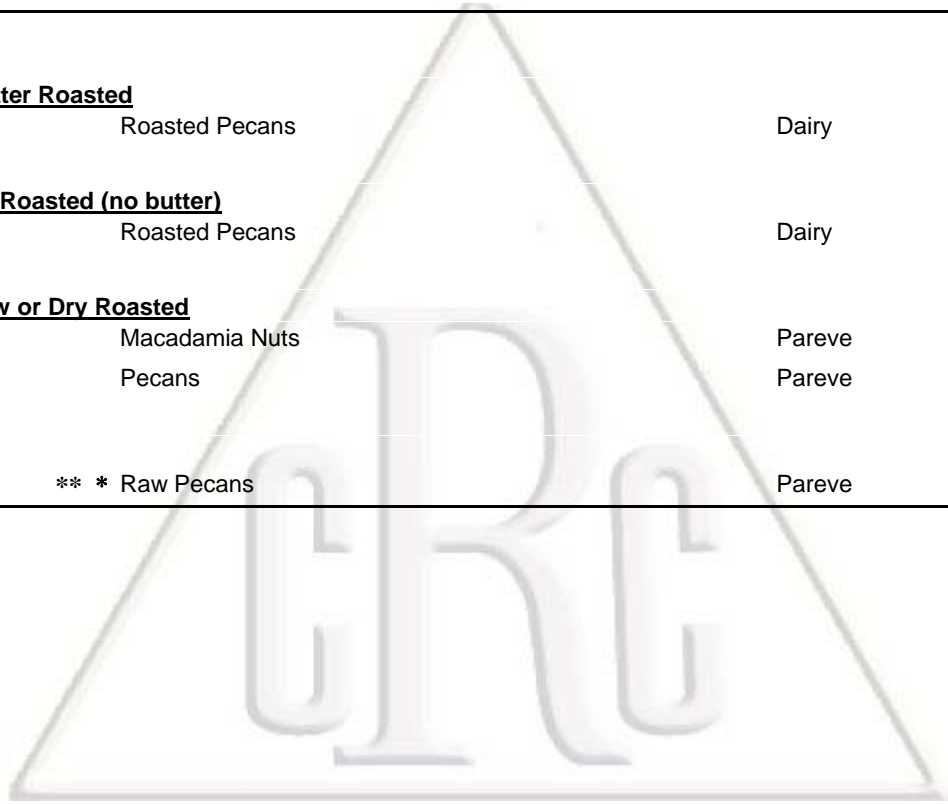 tter Roasted
Roasted Pecans Dairy
Roasted (no butter)
Roasted Pecans Dairy
w or Dry Roasted
Macadamia Nuts Pareve
Pecans Pareve
** * Raw Pecans Pareve
cRc